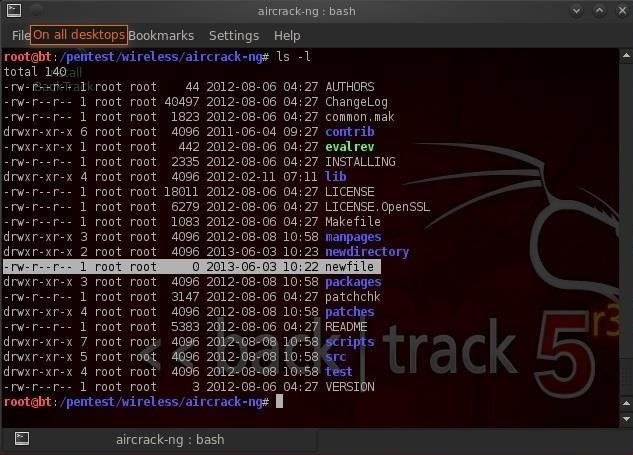 aircrack-ng : bash
File On all desktops Bookmarks Settings Help
root@bt:/pentest/wireless/aircrack-ng# ls -l
total 140
-rw-r--r-- 1 root root 44 2012-08-06 04:27 AUTHORS
-rw-r--r-- 1 root root 40497 2012-08-06 04:27 ChangeLog
-rw-r--r-- 1 root root 1823 2012-08-06 04:27 common.mak
drwxr-xr-x 6 root root 4096 2011-06-04 09:27 contrib
-rwxr-xr-x 1 root root 442 2012-08-06 04:27 evalrev
-rw-r--r-- 1 root root 2335 2012-08-06 04:27 INSTALLING
drwxr-xr-x 4 root root 4096 2012-02-11 07:11 lib
-rw-r--r-- 1 root root 18011 2012-08-06 04:27 LICENSE
-rw-r--r-- 1 root root 6279 2012-08-06 04:27 LICENSE.OpenSSL
-rw-r--r-- 1 root root 1083 2012-08-06 04:27 Makefile
drwxr-xr-x 3 root root 4096 2012-08-08 10:58 manpages
drwxr-xr-x 2 root root 4096 2013-06-03 10:23 newdirectory
-rw-r--r-- 1 root root 0 2013-06-03 10:22 newfile
drwxr-xr-x 3 root root 4096 2012-08-08 10:58 packages
-rw-r--r-- 1 root root 3147 2012-08-06 04:27 patchchk
drwxr-xr-x 4 root root 4096 2012-08-08 10:58 patches
-rw-r--r-- 1 root root 5383 2012-08-06 04:27 README
drwxr-xr-x 7 root root 4096 2012-08-08 10:58 scripts
drwxr-xr-x 5 root root 4096 2012-08-08 10:58 src
drwxr-xr-x 4 root root 4096 2012-08-08 10:58 test
-rw-r--r-- 1 root root 3 2012-08-06 04:27 VERSION
root@bt:/pentest/wireless/aircrack-ng#
<< back | track 5 r3
aircrack-ng : bash